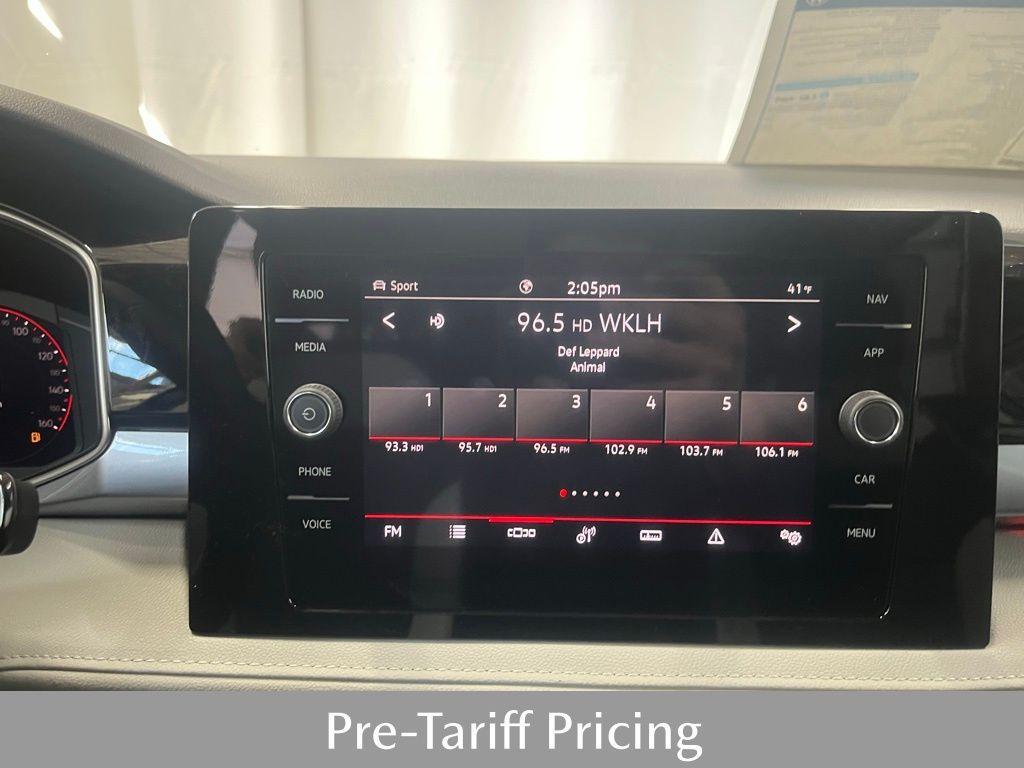 Sport 2:05pm 41°F
RADIO
NAV
< HD 96.5 HD WKLH >
MEDIA
APP
Def Leppard
Animal
1 2 3 4 5 6
93.3 HD1 95.7 HD1 96.5 FM 102.9 FM 103.7 FM 106.1 FM
100
120
140
160
PHONE
CAR
VOICE
MENU
FM
Pre-Tariff Pricing